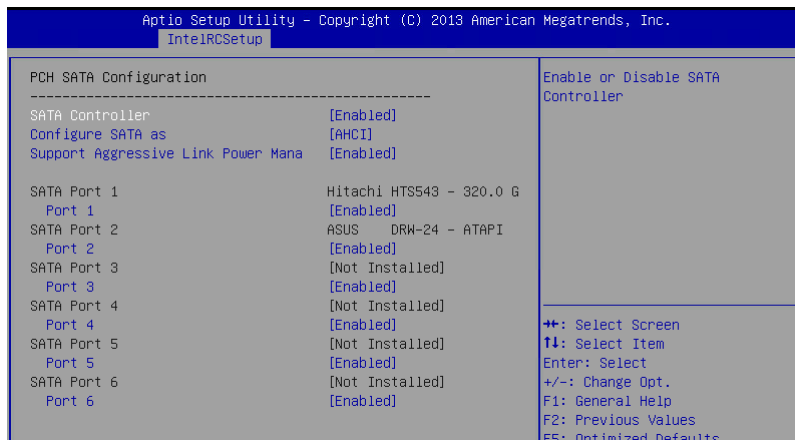 Aptio Setup Utility – Copyright (C) 2013 American Megatrends, Inc.
IntelRCSetup
PCH SATA Configuration
--------------------------------------------------
SATA Controller [Enabled]
Configure SATA as [AHCI]
Support Aggressive Link Power Mana [Enabled]
SATA Port 1 Hitachi HTS543 - 320.0 G
Port 1 [Enabled]
SATA Port 2 ASUS DRW-24 - ATAPI
Port 2 [Enabled]
SATA Port 3 [Not Installed]
Port 3 [Enabled]
SATA Port 4 [Not Installed]
Port 4 [Enabled]
SATA Port 5 [Not Installed]
Port 5 [Enabled]
SATA Port 6 [Not Installed]
Port 6 [Enabled]
Enable or Disable SATA
Controller
→←: Select Screen
↑↓: Select Item
Enter: Select
+/-: Change Opt.
F1: General Help
F2: Previous Values
F5: Optimized Defaults